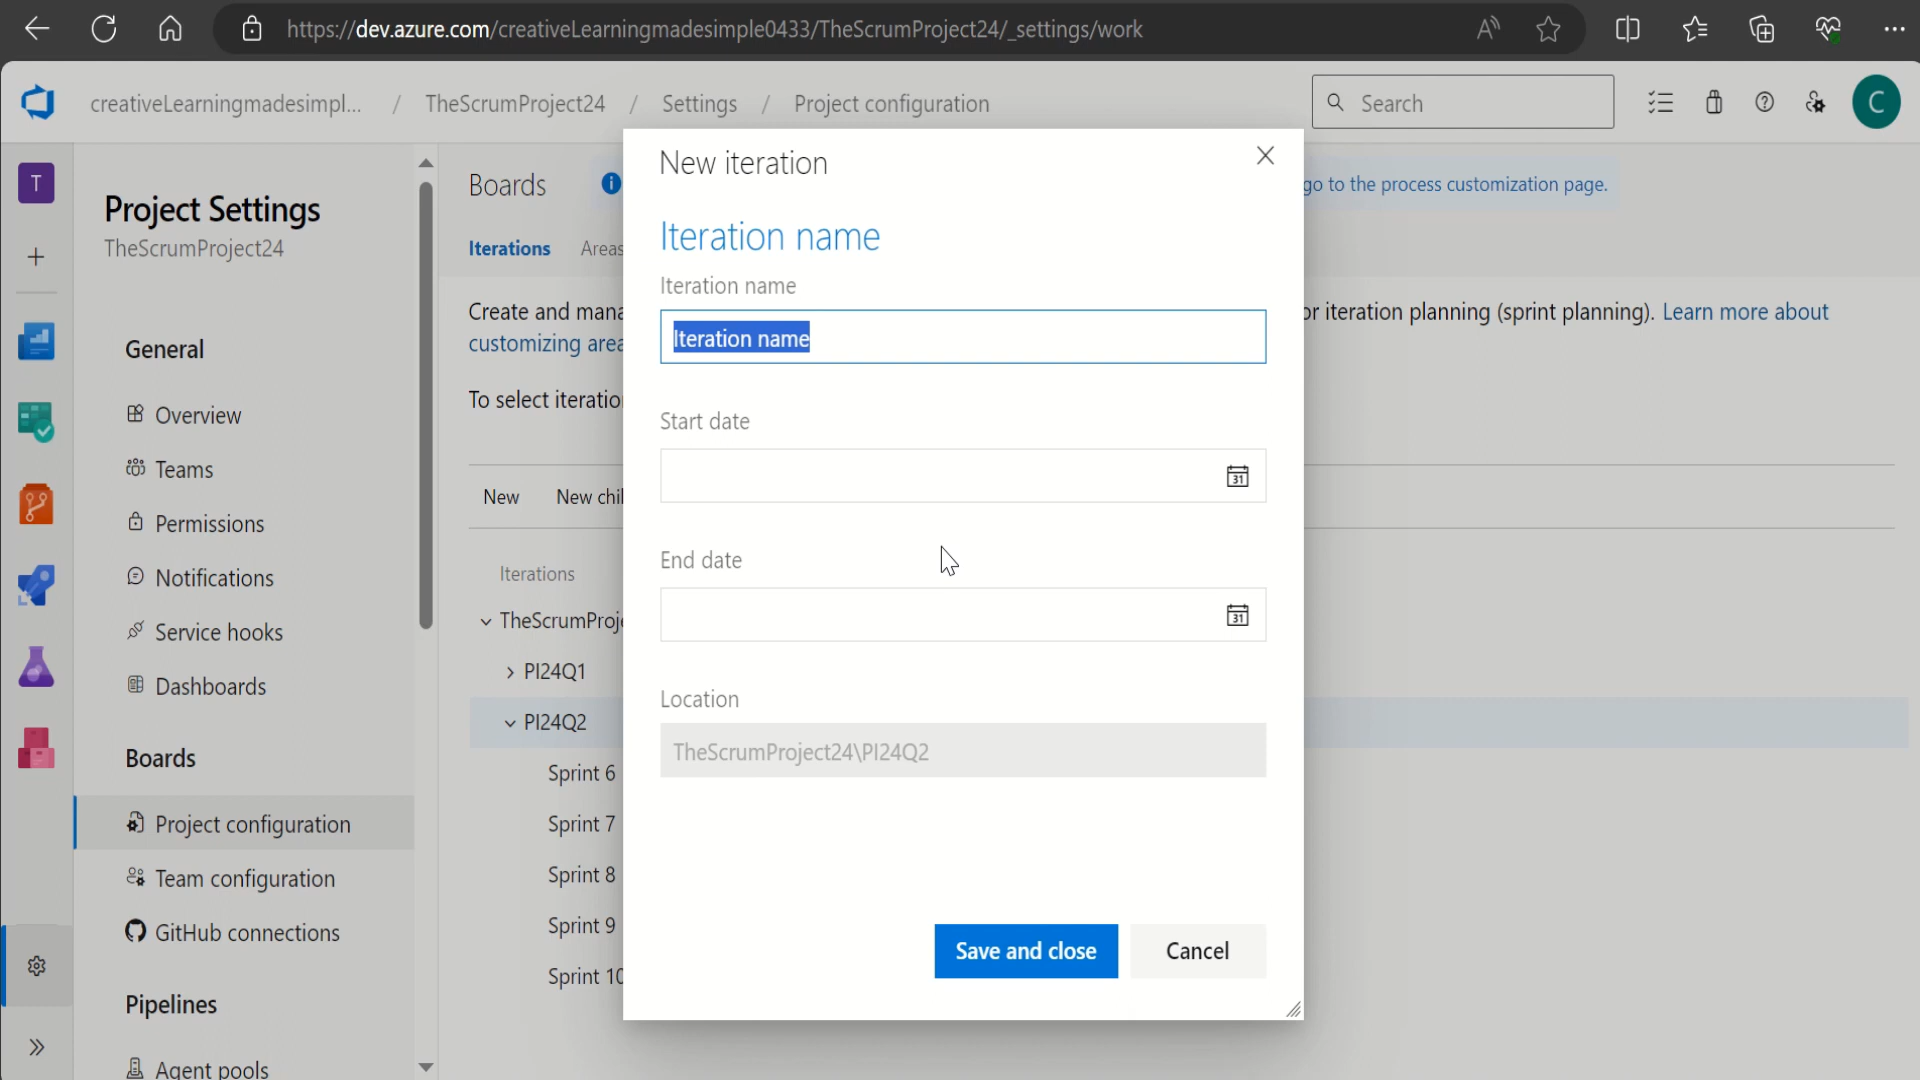 https://dev.azure.com/creativeLearningmadesimple0433/TheScrumProject24/_settings/work
creativeLearningmadesimpl... / TheScrumProject24 / Settings / Project configuration
Search
C
T
Project Settings
TheScrumProject24
General
Overview
Teams
Permissions
Notifications
Service hooks
Dashboards
Boards
Project configuration
Team configuration
GitHub connections
Pipelines
Agent pools
Boards
go to the process customization page.
Iterations Areas
Create and mana
or iteration planning (sprint planning). Learn more about
customizing area
To select iteratio
New New chil
Iterations
TheScrumProje
PI24Q1
PI24Q2
Sprint 6
Sprint 7
Sprint 8
Sprint 9
Sprint 10
New iteration
Iteration name
Iteration name
Iteration name
Start date
31
End date
31
Location
TheScrumProject24\PI24Q2
Save and close Cancel